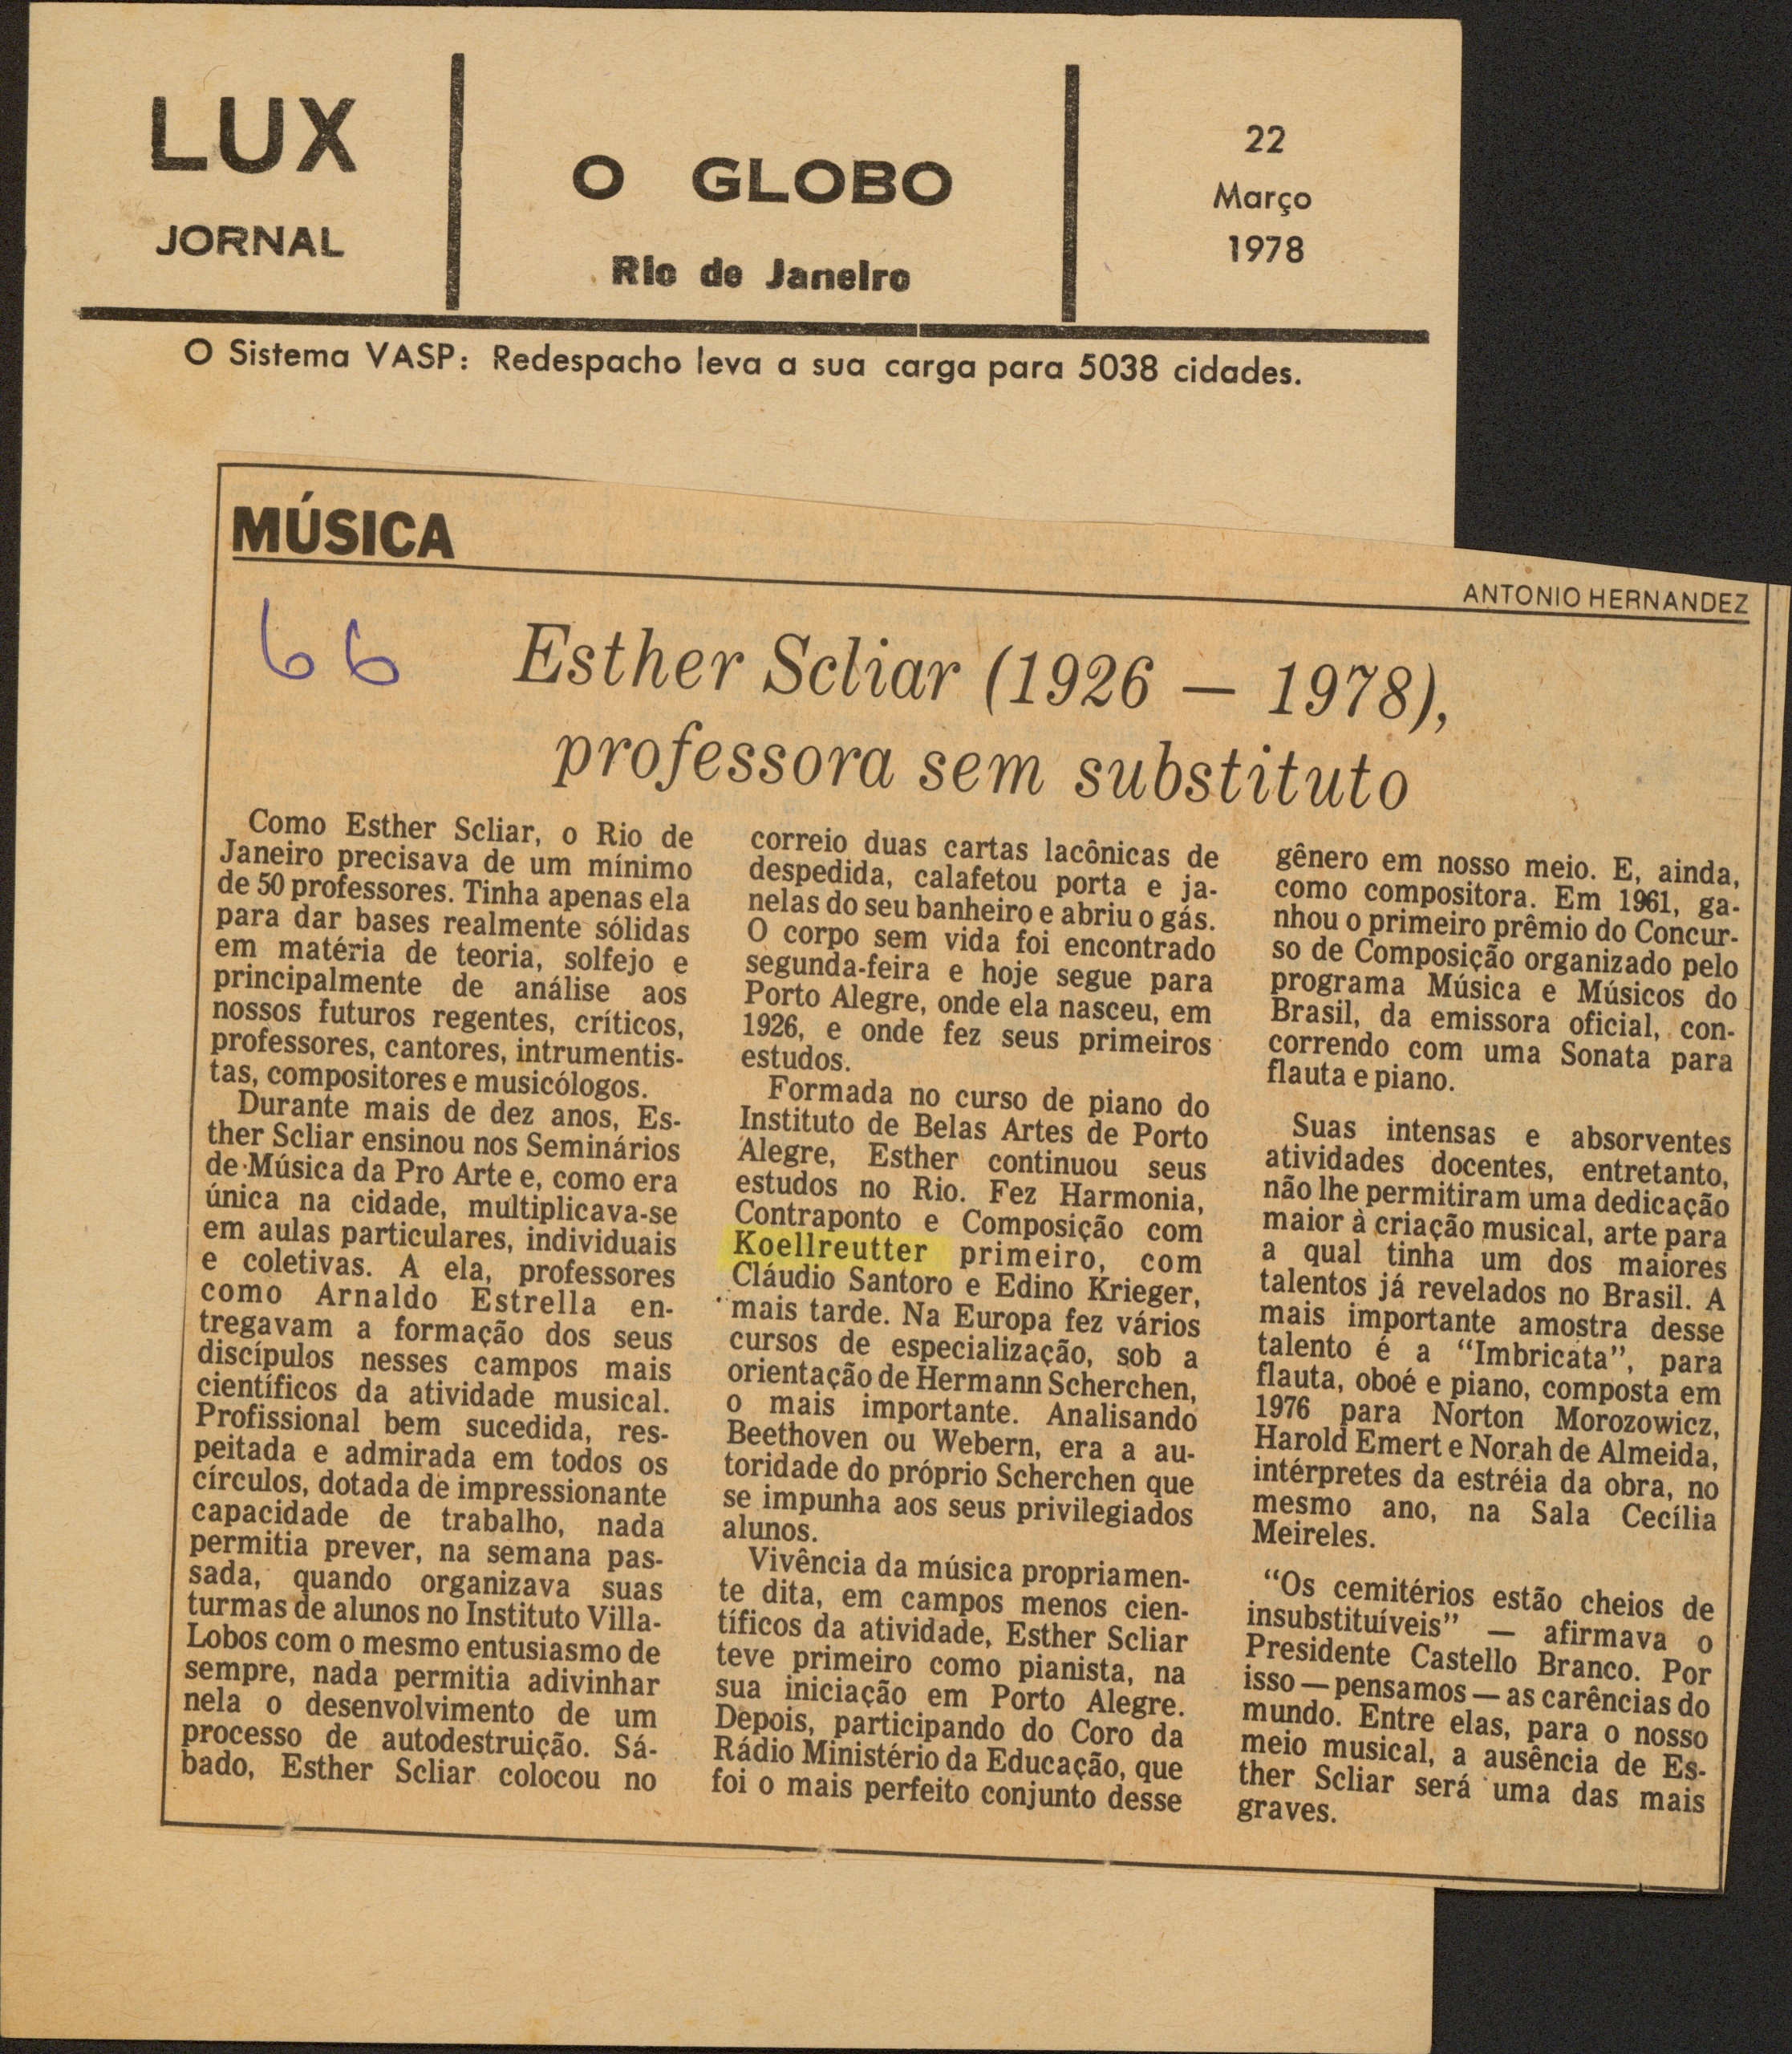 LUX
JORNAL
O GLOBO
Rio de Janeiro
22
Março
1978
O Sistema VASP: Redespacho leva a sua carga para 5038 cidades.
MÚSICA
ANTONIO HERNANDEZ
66
Esther Scliar (1926 — 1978),
professora sem substituto
Como Esther Scliar, o Rio de
Janeiro precisava de um mínimo
de 50 professores. Tinha apenas ela
para dar bases realmente sólidas
em matéria de teoria, solfejo e
principalmente de análise aos
nossos futuros regentes, críticos,
professores, cantores, intrumentis-
tas, compositores e musicólogos.
Durante mais de dez anos, Es-
ther Scliar ensinou nos Seminários
de Música da Pro Arte e, como era
única na cidade, multiplicava-se
em aulas particulares, individuais
e coletivas. A ela, professores
como Arnaldo Estrella en-
tregavam a formação dos seus
discípulos nesses campos mais
científicos da atividade musical.
Profissional bem sucedida, res-
peitada e admirada em todos os
círculos, dotada de impressionante
capacidade de trabalho, nada
permitia prever, na semana pas-
sada, quando organizava suas
turmas de alunos no Instituto Villa-
Lobos com o mesmo entusiasmo de
sempre, nada permitia adivinhar
nela o desenvolvimento de um
processo de autodestruição. Sá-
bado, Esther Scliar colocou no
correio duas cartas lacônicas de
despedida, calafetou porta e ja-
nelas do seu banheiro e abriu o gás.
O corpo sem vida foi encontrado
segunda-feira e hoje segue para
Porto Alegre, onde ela nasceu, em
1926, e onde fez seus primeiros
estudos.
Formada no curso de piano do
Instituto de Belas Artes de Porto
Alegre, Esther continuou seus
estudos no Rio. Fez Harmonia,
Contraponto e Composição com
Koellreutter primeiro, com
Cláudio Santoro e Edino Krieger,
mais tarde. Na Europa fez vários
cursos de especialização, sob a
orientação de Hermann Scherchen,
o mais importante. Analisando
Beethoven ou Webern, era a au-
toridade do próprio Scherchen que
se impunha aos seus privilegiados
alunos.
Vivência da música propriamen-
te dita, em campos menos cien-
tíficos da atividade, Esther Scliar
teve primeiro como pianista, na
sua iniciação em Porto Alegre.
Depois, participando do Coro da
Rádio Ministério da Educação, que
foi o mais perfeito conjunto desse
gênero em nosso meio. E, ainda,
como compositora. Em 1961, ga-
nhou o primeiro prêmio do Concur-
so de Composição organizado pelo
programa Música e Músicos do
Brasil, da emissora oficial, con-
correndo com uma Sonata para
flauta e piano.
Suas intensas e absorventes
atividades docentes, entretanto,
não lhe permitiram uma dedicação
maior à criação musical, arte para
a qual tinha um dos maiores
talentos já revelados no Brasil. A
mais importante amostra desse
talento é a “Imbricata”, para
flauta, oboé e piano, composta em
1976 para Norton Morozowicz,
Harold Emert e Norah de Almeida,
intérpretes da estréia da obra, no
mesmo ano, na Sala Cecília
Meireles.
“Os cemitérios estão cheios de
insubstituíveis” — afirmava o
Presidente Castello Branco. Por
isso — pensamos — as carências do
mundo. Entre elas, para o nosso
meio musical, a ausência de Es-
ther Scliar será uma das mais
graves.